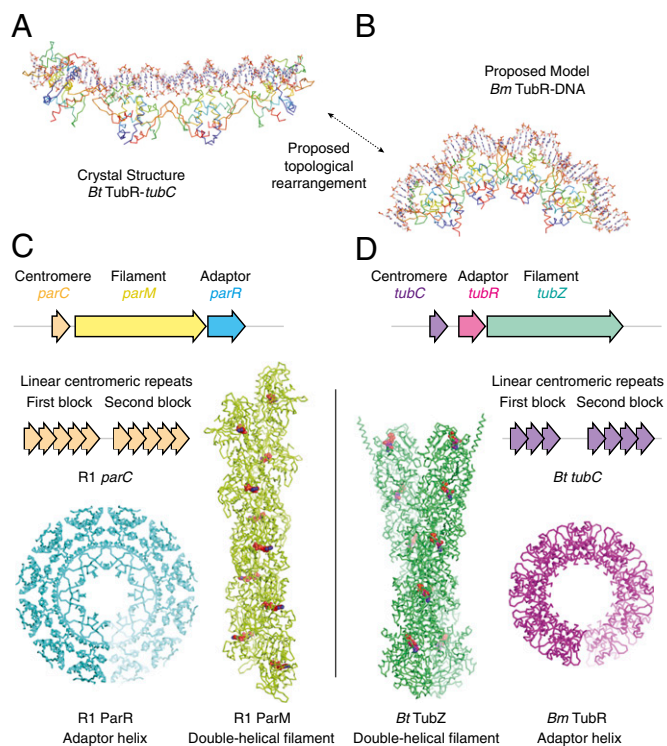 A
B
Proposed Model
Bm TubR-DNA
Crystal Structure
Bt TubR-tubC
Proposed
topological
rearrangement
C
Centromere Filament Adaptor
parC parM parR
Linear centromeric repeats
First block Second block
R1 parC
R1 ParR
Adaptor helix
R1 ParM
Double-helical filament
D
Centromere Adaptor Filament
tubC tubR tubZ
Linear centromeric repeats
First block Second block
Bt tubC
Bt TubZ
Double-helical filament
Bm TubR
Adaptor helix